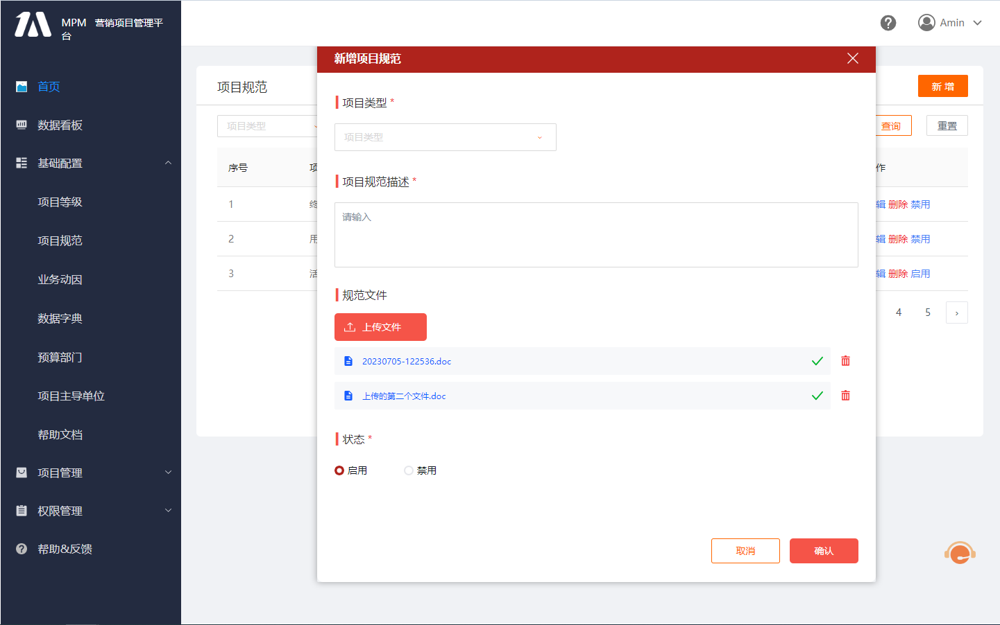 MPM 营销项目管理平
台
Amin
首页
数据看板
基础配置
项目等级
项目规范
业务动因
数据字典
预算部门
项目主导单位
帮助文档
项目管理
权限管理
帮助&反馈
项目规范
新 增
项目类型
查询
重置
序号
项
作
1
终
辑 删除 禁用
2
用
辑 删除 禁用
3
活
辑 删除 启用
4 5 ›
新增项目规范
项目类型 *
项目类型
项目规范描述 *
请输入
规范文件
上传文件
20230705-122536.doc
上传的第二个文件.doc
状态 *
启用 禁用
取消 确认